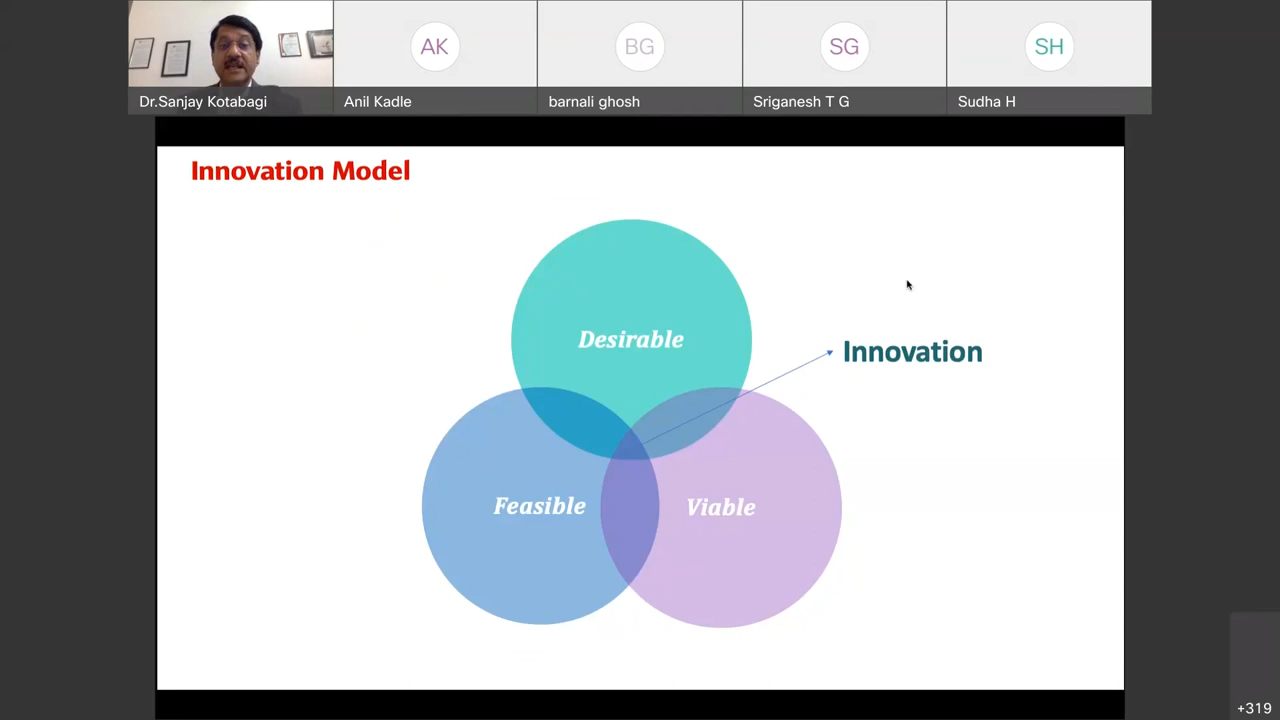 AK
BG
SG
SH
Dr.Sanjay Kotabagi
Anil Kadle
barnali ghosh
Sriganesh T G
Sudha H
Innovation Model
Desirable
Innovation
Feasible
Viable
+319